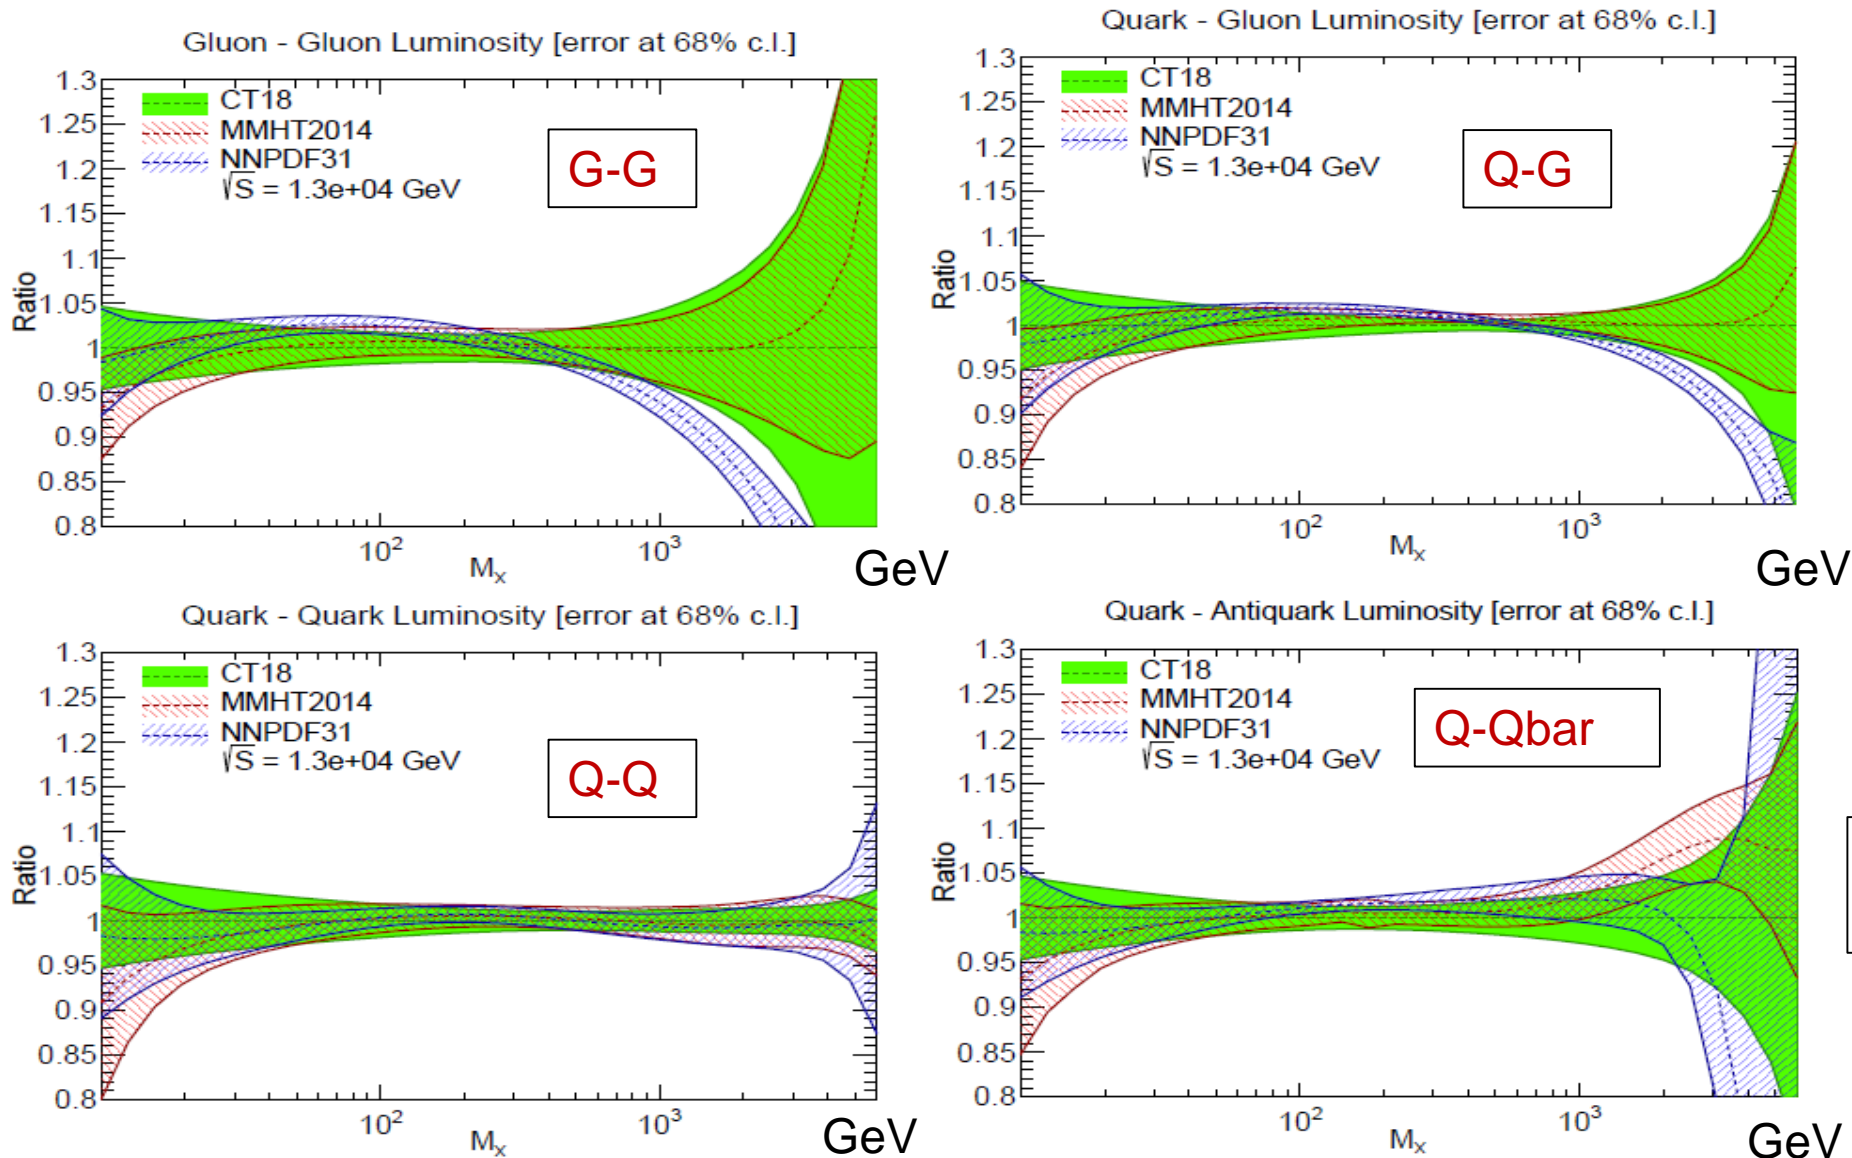 Gluon - Gluon Luminosity [error at 68% c.l.]
1.3
1.25
1.2
1.15
1.1
1.05
1
0.95
0.9
0.85
0.8
Ratio
CT18
MMHT2014
NNPDF31
√S = 1.3e+04 GeV
G-G
10²
10³
Mₓ
GeV
Quark - Gluon Luminosity [error at 68% c.l.]
1.3
1.25
1.2
1.15
1.1
1.05
1
0.95
0.9
0.85
0.8
Ratio
CT18
MMHT2014
NNPDF31
√S = 1.3e+04 GeV
Q-G
10²
10³
Mₓ
GeV
Quark - Quark Luminosity [error at 68% c.l.]
1.3
1.25
1.2
1.15
1.1
1.05
1
0.95
0.9
0.85
0.8
Ratio
CT18
MMHT2014
NNPDF31
√S = 1.3e+04 GeV
Q-Q
10²
10³
Mₓ
GeV
Quark - Antiquark Luminosity [error at 68% c.l.]
1.3
1.25
1.2
1.15
1.1
1.05
1
0.95
0.9
0.85
0.8
Ratio
CT18
MMHT2014
NNPDF31
√S = 1.3e+04 GeV
Q-Qbar
10²
10³
Mₓ
GeV